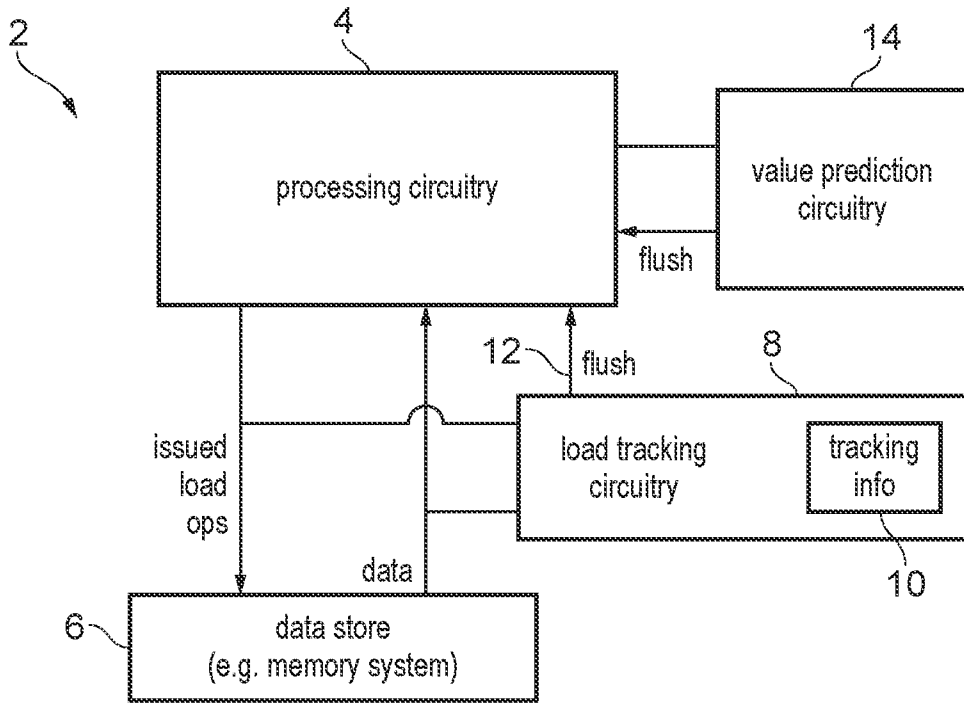 2
4
14
processing circuitry
value prediction
circuitry
flush
12
flush
8
issued
load
ops
load tracking
circuitry
tracking
info
10
data
6
data store
(e.g. memory system)